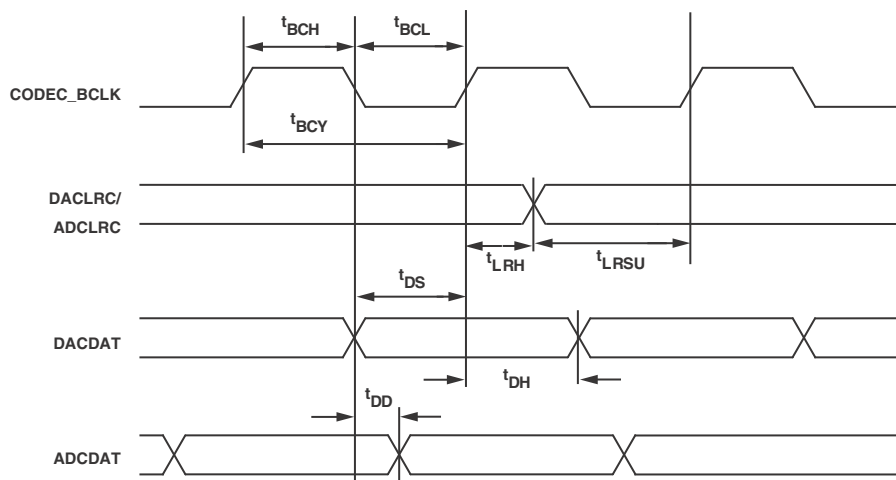 tBCH
tBCL
CODEC_BCLK
tBCY
DACLRC/
ADCLRC
tLRH
tLRSU
tDS
DACDAT
tDH
tDD
ADCDAT